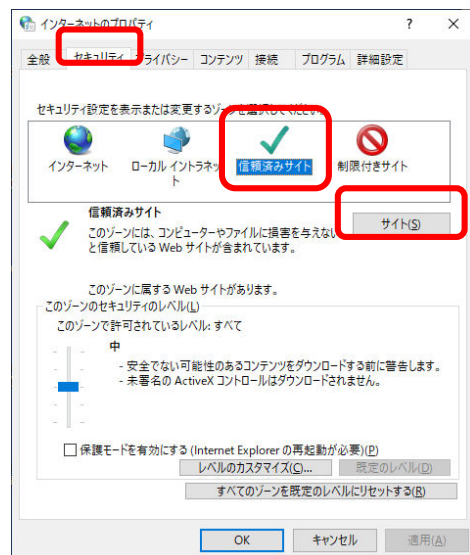 インターネットのプロパティ ? ×
全般 セキュリティ プライバシー コンテンツ 接続 プログラム 詳細設定
セキュリティ設定を表示または変更するゾーンを選択してください。
インターネット ローカル イントラネット 信頼済みサイト 制限付きサイト
信頼済みサイト
サイト(S)
このゾーンには、コンピューターやファイルに損害を与えない
と信頼している Web サイトが含まれています。
このゾーンに属する Web サイトがあります。
このゾーンのセキュリティのレベル(L)
このゾーンで許可されているレベル: すべて
中
- 安全でない可能性のあるコンテンツをダウンロードする前に警告します。
- 未署名の ActiveX コントロールはダウンロードされません。
保護モードを有効にする (Internet Explorer の再起動が必要)(P)
レベルのカスタマイズ(C)... 既定のレベル(D)
すべてのゾーンを既定のレベルにリセットする(R)
OK キャンセル 適用(A)